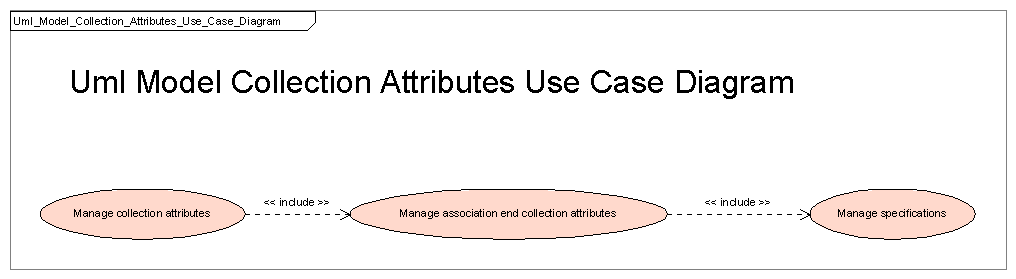 Uml_Model_Collection_Attributes_Use_Case_Diagram
Uml Model Collection Attributes Use Case Diagram
<< include >>
<< include >>
Manage collection attributes
Manage association end collection attributes
Manage specifications